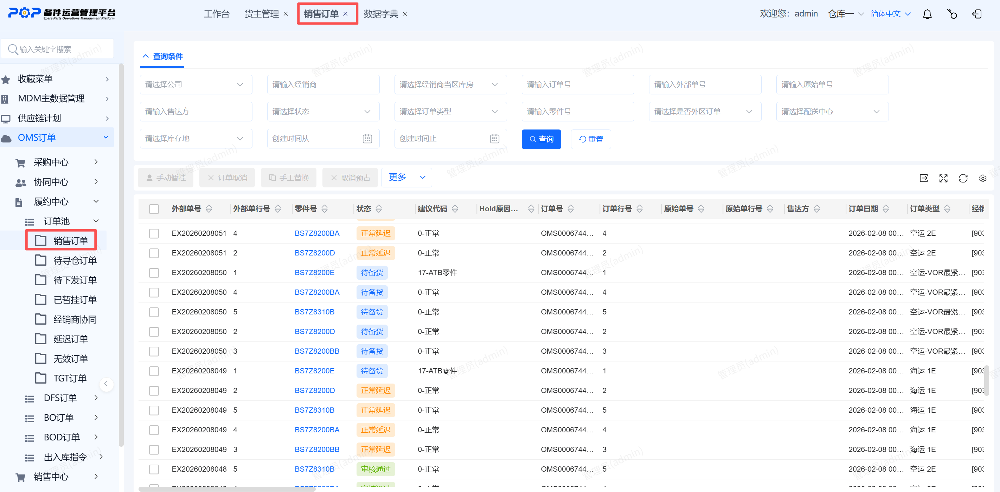 POP 备件运营管理平台
Spare Parts Operations Management Platform
工作台 货主管理 销售订单 数据字典
欢迎您：admin 仓库一 简体中文
输入关键字搜索
收藏菜单
MDM主数据管理
供应链计划
OMS订单
采购中心
协同中心
履约中心
订单池
销售订单
待寻仓订单
待下发订单
已暂挂订单
经销商协同
延迟订单
无效订单
TGT订单
DFS订单
BO订单
BOD订单
出入库指令
销售中心
查询条件
请选择公司 请输入经销商 请选择经销商当区库房 请输入订单号 请输入外部单号 请输入原始单号
请输入售达方 请选择状态 请选择订单类型 请输入零件号 请选择是否外区订单 请选择配送中心
请选择库存地 创建时间从 创建时间止 查询 重置
手动暂挂 订单取消 手工替换 取消预占 更多
外部单号 外部单行号 零件号 状态 建议代码 Hold原因... 订单号 订单行号 原始单号 原始单行号 售达方 订单日期 订单类型 经销
EX20260208051 4 BS7Z8200BA 正常延迟 0-正常 OMS0006744... 4 2026-02-08 00... 空运 2E [903
EX20260208051 2 BS7Z8200D 正常延迟 0-正常 OMS0006744... 2 2026-02-08 00... 空运 2E [903
EX20260208050 1 BS7Z8200E 待备货 17-ATB零件 OMS0006744... 1 2026-02-08 00... 空运-VOR最紧... [903
EX20260208050 4 BS7Z8200BA 待备货 0-正常 OMS0006744... 4 2026-02-08 00... 空运-VOR最紧... [903
EX20260208050 5 BS7Z8310B 待备货 0-正常 OMS0006744... 5 2026-02-08 00... 空运-VOR最紧... [903
EX20260208050 2 BS7Z8200D 待备货 0-正常 OMS0006744... 2 2026-02-08 00... 空运-VOR最紧... [903
EX20260208050 3 BS7Z8200BB 待备货 0-正常 OMS0006744... 3 2026-02-08 00... 空运-VOR最紧... [903
EX20260208049 1 BS7Z8200E 待备货 17-ATB零件 OMS0006744... 1 2026-02-08 00... 海运 1E [903
EX20260208049 2 BS7Z8200D 正常延迟 0-正常 OMS0006744... 2 2026-02-08 00... 海运 1E [903
EX20260208049 5 BS7Z8310B 正常延迟 0-正常 OMS0006744... 5 2026-02-08 00... 海运 1E [903
EX20260208049 4 BS7Z8200BA 正常延迟 0-正常 OMS0006744... 4 2026-02-08 00... 海运 1E [903
EX20260208049 3 BS7Z8200BB 正常延迟 0-正常 OMS0006744... 3 2026-02-08 00... 海运 1E [903
EX20260208048 5 BS7Z8310B 审核通过 0-正常 OMS0006744... 5 2026-02-08 00... 空运 2E [903
管理员(admin)